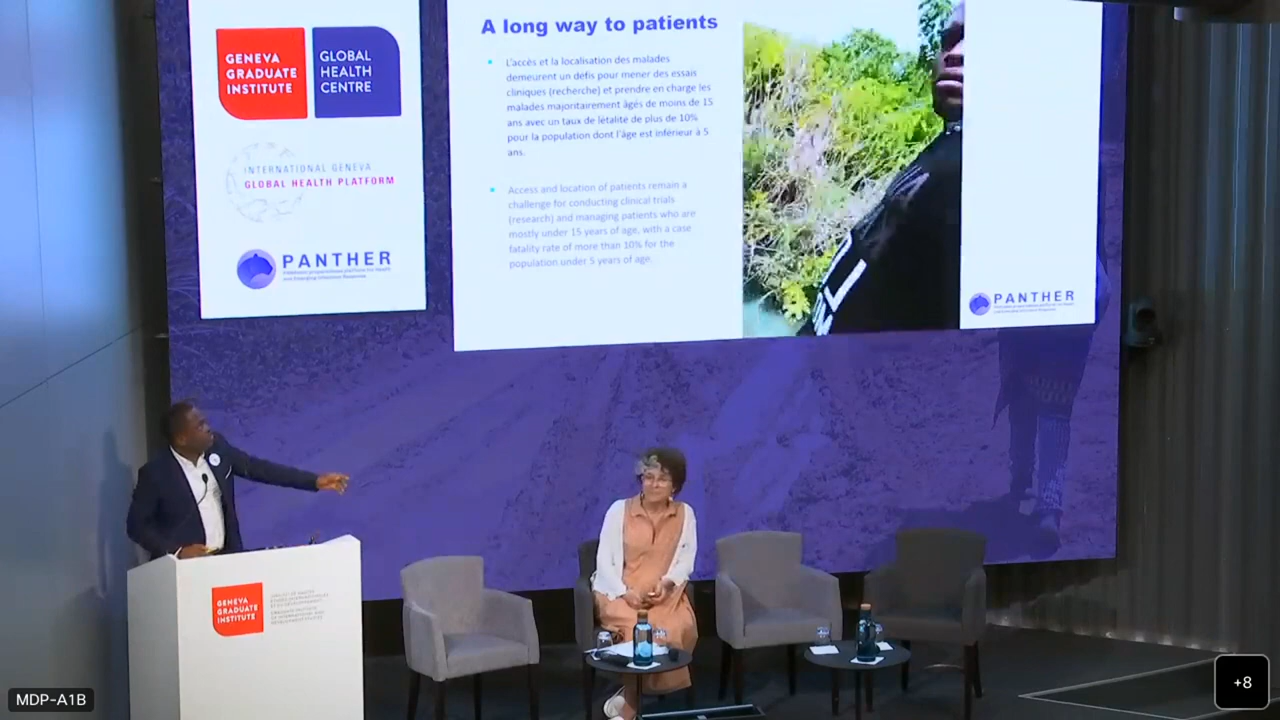 GENEVA
GRADUATE
INSTITUTE
GLOBAL
HEALTH
CENTRE
INTERNATIONAL GENEVA
GLOBAL HEALTH PLATFORM
PANTHER
A long way to patients
L'accès et la localisation des malades
demeurent un défis pour mener des essais
cliniques (recherche) et prendre en charge les
malades majoritairement âgés de moins de 15
ans avec un taux de létalité de plus de 10%
pour la population dont l'âge est inférieur à 5
ans.
Access and location of patients remain a
challenge for conducting clinical trials
(research) and managing patients who are
mostly under 15 years of age, with a case
fatality rate of more than 10% for the
population under 5 years of age.
PANTHER
GENEVA
GRADUATE
INSTITUTE
MDP-A1B
+8